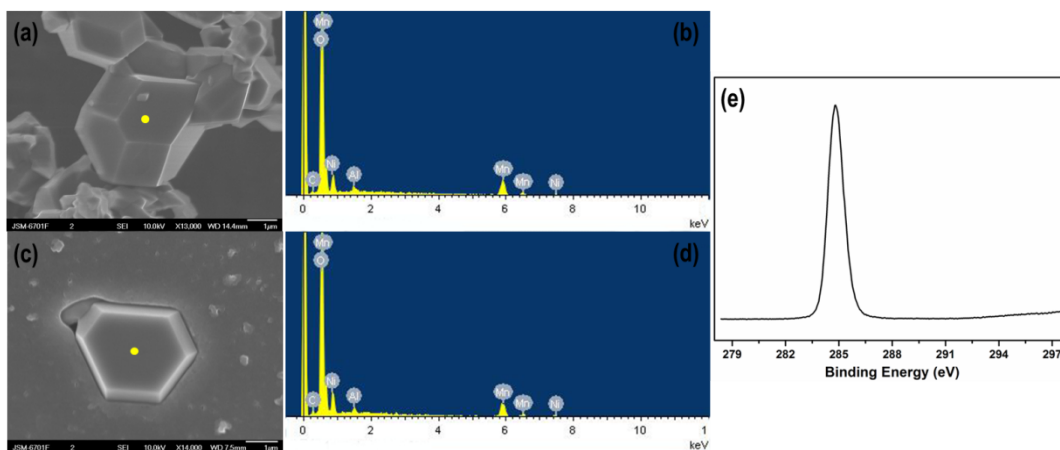 (a)
JSM-6701F 2 SEI 10.0kV X13,000 WD 14.4mm 1μm
(b)
Mn
O
Ni
C
Al
Mn
Mn
Ni
0 2 4 6 8 10
keV
(c)
JSM-6701F 2 SEI 10.0kV X14,000 WD 7.5mm 1μm
(d)
Mn
O
Ni
C
Al
Mn
Mn
Ni
0 2 4 6 8 10 1
keV
(e)
279 282 285 288 291 294 297
Binding Energy (eV)